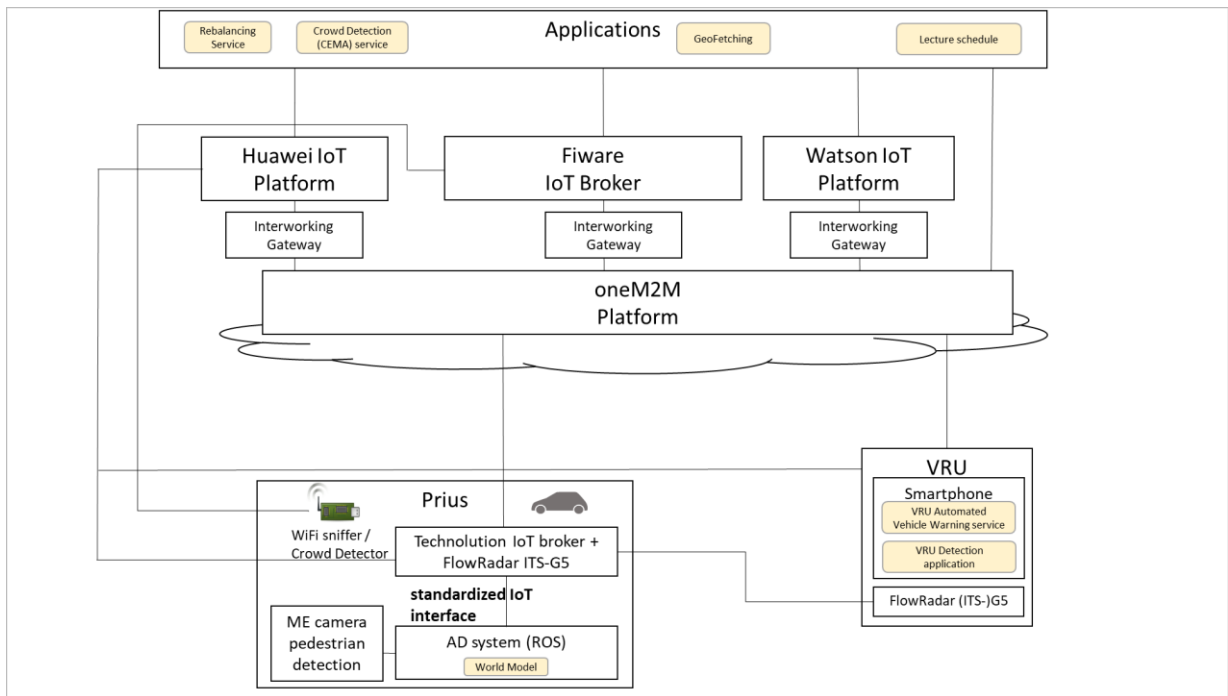 Applications
Rebalancing
Service
Crowd Detection
(CEMA) service
GeoFetching
Lecture schedule
Huawei IoT
Platform
Fiware
IoT Broker
Watson IoT
Platform
Interworking
Gateway
Interworking
Gateway
Interworking
Gateway
oneM2M
Platform
Prius
WiFi sniffer /
Crowd Detector
Technolution IoT broker +
FlowRadar ITS-G5
standardized IoT
interface
ME camera
pedestrian
detection
AD system (ROS)
World Model
VRU
Smartphone
VRU Automated
Vehicle Warning service
VRU Detection
application
FlowRadar (ITS-)G5